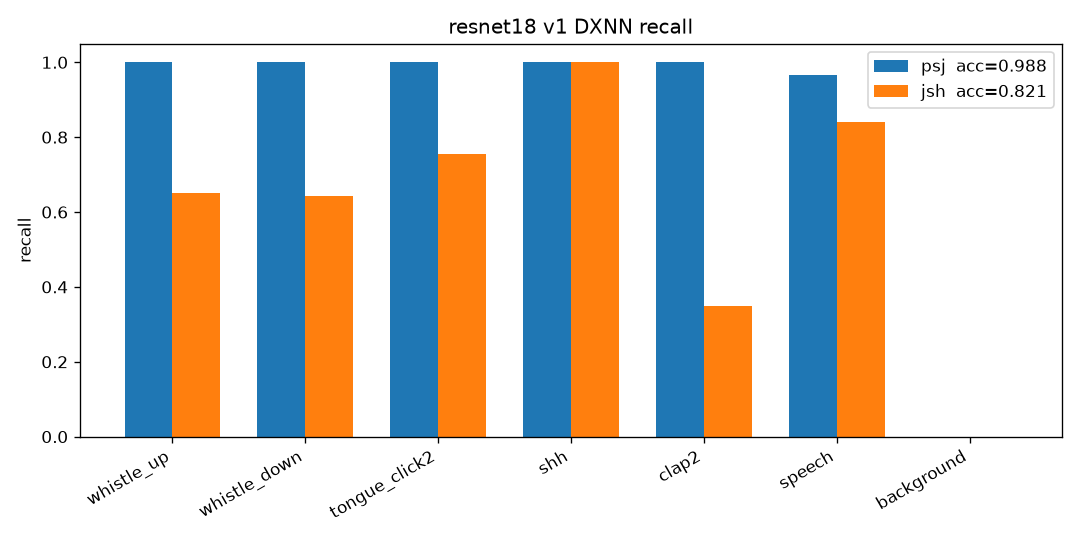 resnet18 v1 DXNN recall
psj acc=0.988
jsh acc=0.821
recall
1.0
0.8
0.6
0.4
0.2
0.0
whistle_up
whistle_down
tongue_click2
shh
clap2
speech
background